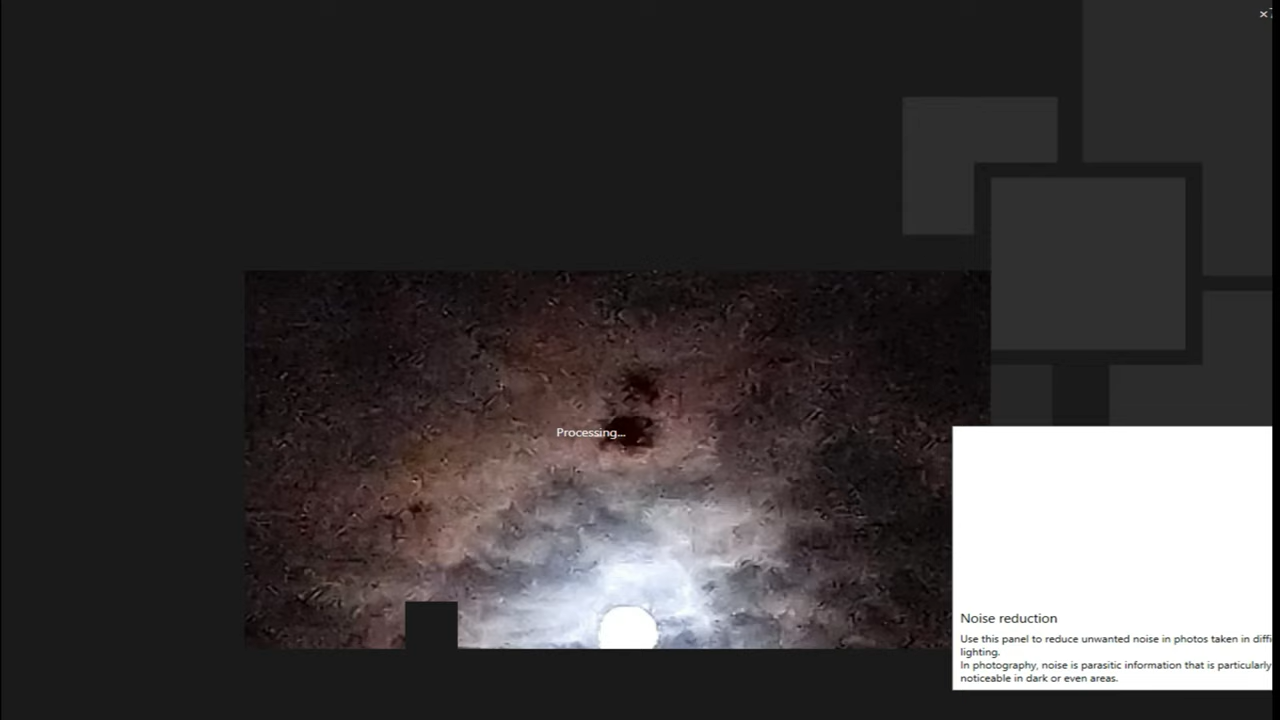 Processing...
Noise reduction
Use this panel to reduce unwanted noise in photos taken in diffi
lighting.
In photography, noise is parasitic information that is particularly
noticeable in dark or even areas.